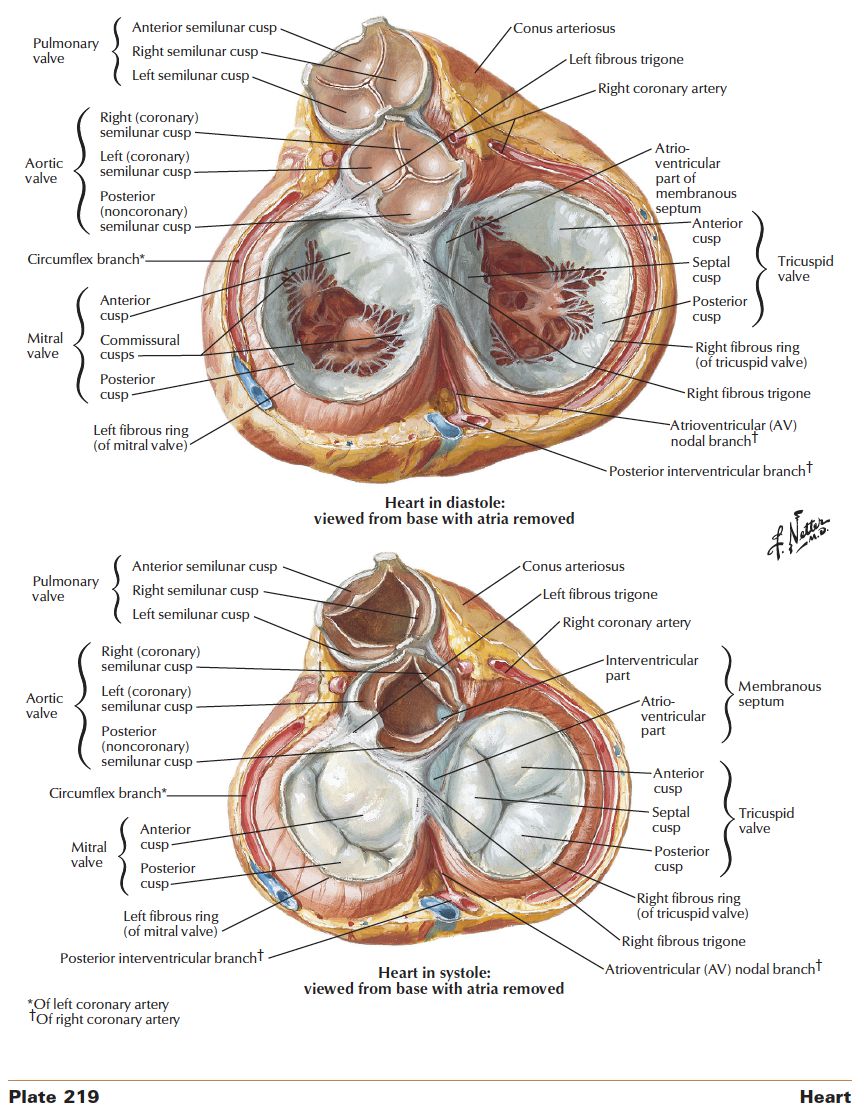 Pulmonary
valve
Anterior semilunar cusp
Right semilunar cusp
Left semilunar cusp
Aortic
valve
Right (coronary)
semilunar cusp
Left (coronary)
semilunar cusp
Posterior
(noncoronary)
semilunar cusp
Circumflex branch*
Mitral
valve
Anterior
cusp
Commissural
cusps
Posterior
cusp
Left fibrous ring
(of mitral valve)
Conus arteriosus
Left fibrous trigone
Right coronary artery
Atrio-
ventricular
part of
membranous
septum
Anterior
cusp
Septal
cusp
Posterior
cusp
Tricuspid
valve
Right fibrous ring
(of tricuspid valve)
Right fibrous trigone
Atrioventricular (AV)
nodal branch†
Posterior interventricular branch†
Heart in diastole:
viewed from base with atria removed
F. Netter
M.D.
Pulmonary
valve
Anterior semilunar cusp
Right semilunar cusp
Left semilunar cusp
Aortic
valve
Right (coronary)
semilunar cusp
Left (coronary)
semilunar cusp
Posterior
(noncoronary)
semilunar cusp
Circumflex branch*
Mitral
valve
Anterior
cusp
Posterior
cusp
Left fibrous ring
(of mitral valve)
Posterior interventricular branch†
Conus arteriosus
Left fibrous trigone
Right coronary artery
Interventricular
part
Atrio-
ventricular
part
Membranous
septum
Anterior
cusp
Septal
cusp
Posterior
cusp
Tricuspid
valve
Right fibrous ring
(of tricuspid valve)
Right fibrous trigone
Atrioventricular (AV) nodal branch†
Heart in systole:
viewed from base with atria removed
*Of left coronary artery
†Of right coronary artery
Plate 219
Heart